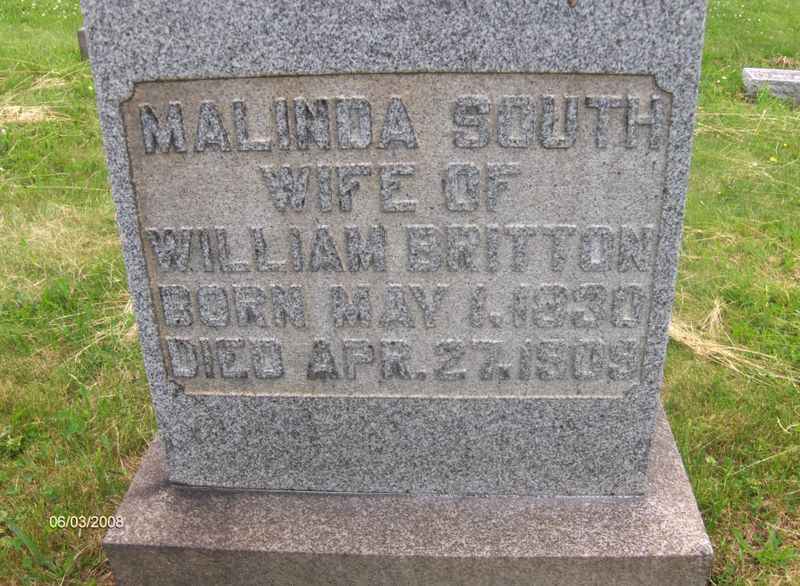 MALINDA SOUTH
WIFE OF
WILLIAM BRITTON
BORN MAY 1, 1830
DIED APR. 27, 1909
06/03/2008